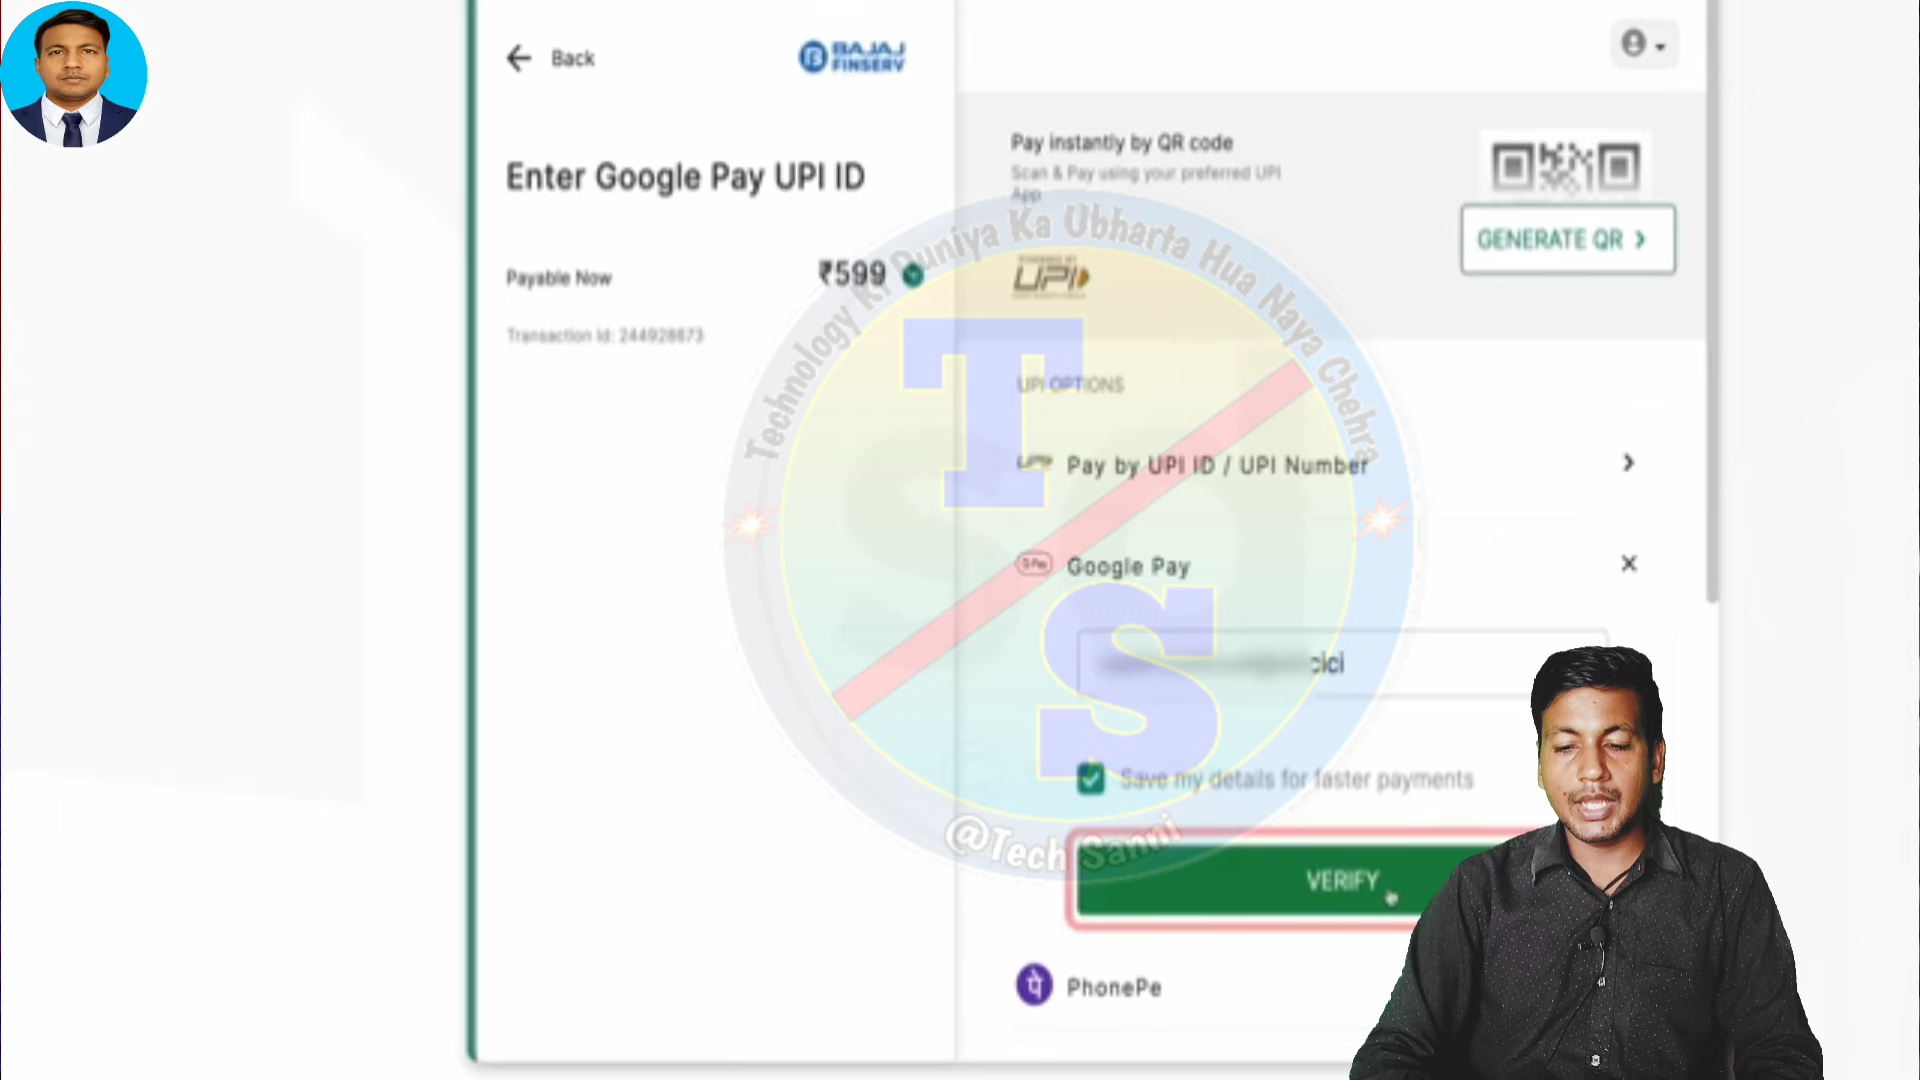 Back
BAJAJ
FINSERV
Enter Google Pay UPI ID
Payable Now
₹599
Transaction Id: 244928673
Pay instantly by QR code
Scan & Pay using your preferred UPI
App
GENERATE QR
UPI
UPI OPTIONS
Pay by UPI ID / UPI Number
Google Pay
icici
Save my details for faster payments
VERIFY
PhonePe
Technology Ki Duniya Ka Ubharta Hua Naya Chehra
T
S
@Tech Sanni